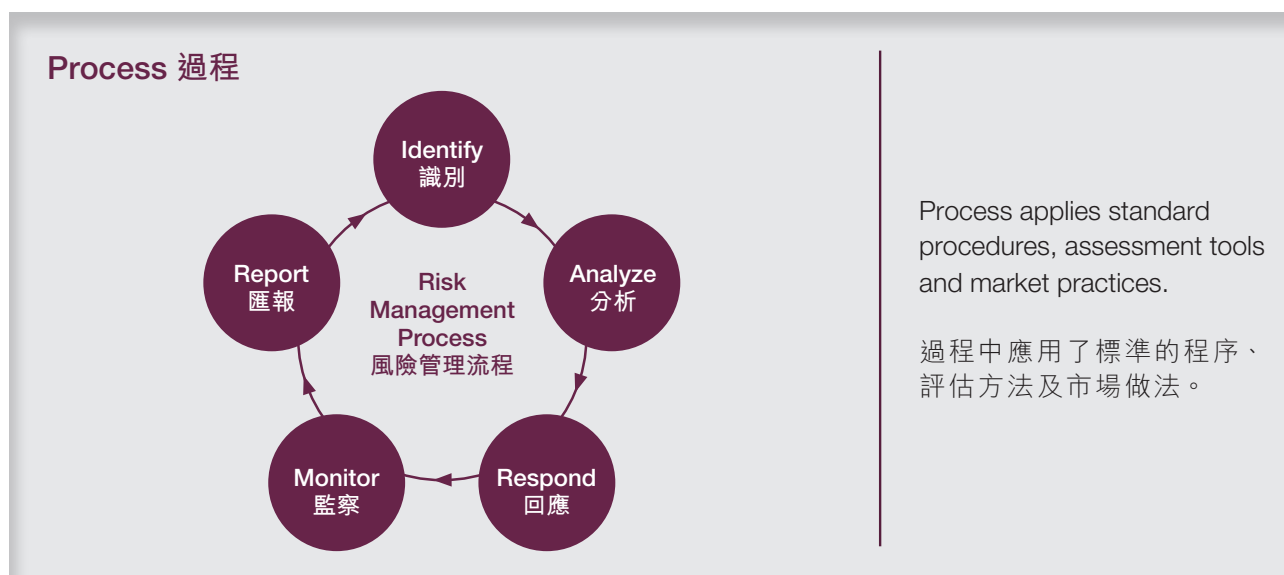 Process 過程
Identify
識別
Analyze
分析
Respond
回應
Monitor
監察
Report
匯報
Risk
Management
Process
風險管理流程
Process applies standard
procedures, assessment tools
and market practices.
過程中應用了標準的程序、
評估方法及市場做法。